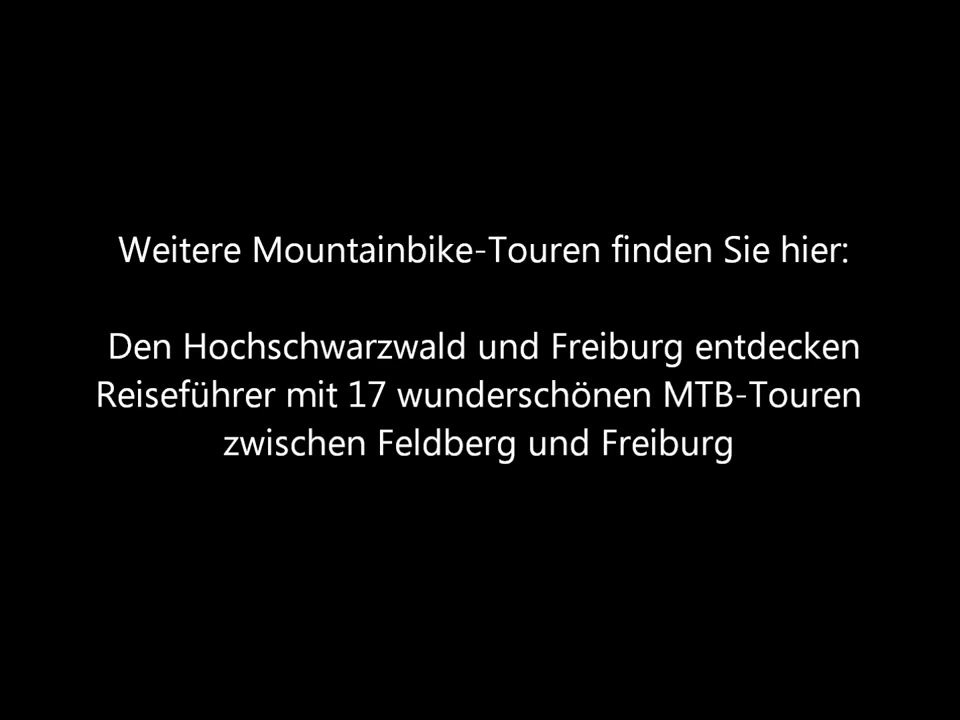 Weitere Mountainbike-Touren finden Sie hier:
Den Hochschwarzwald und Freiburg entdecken
Reiseführer mit 17 wunderschönen MTB-Touren
zwischen Feldberg und Freiburg